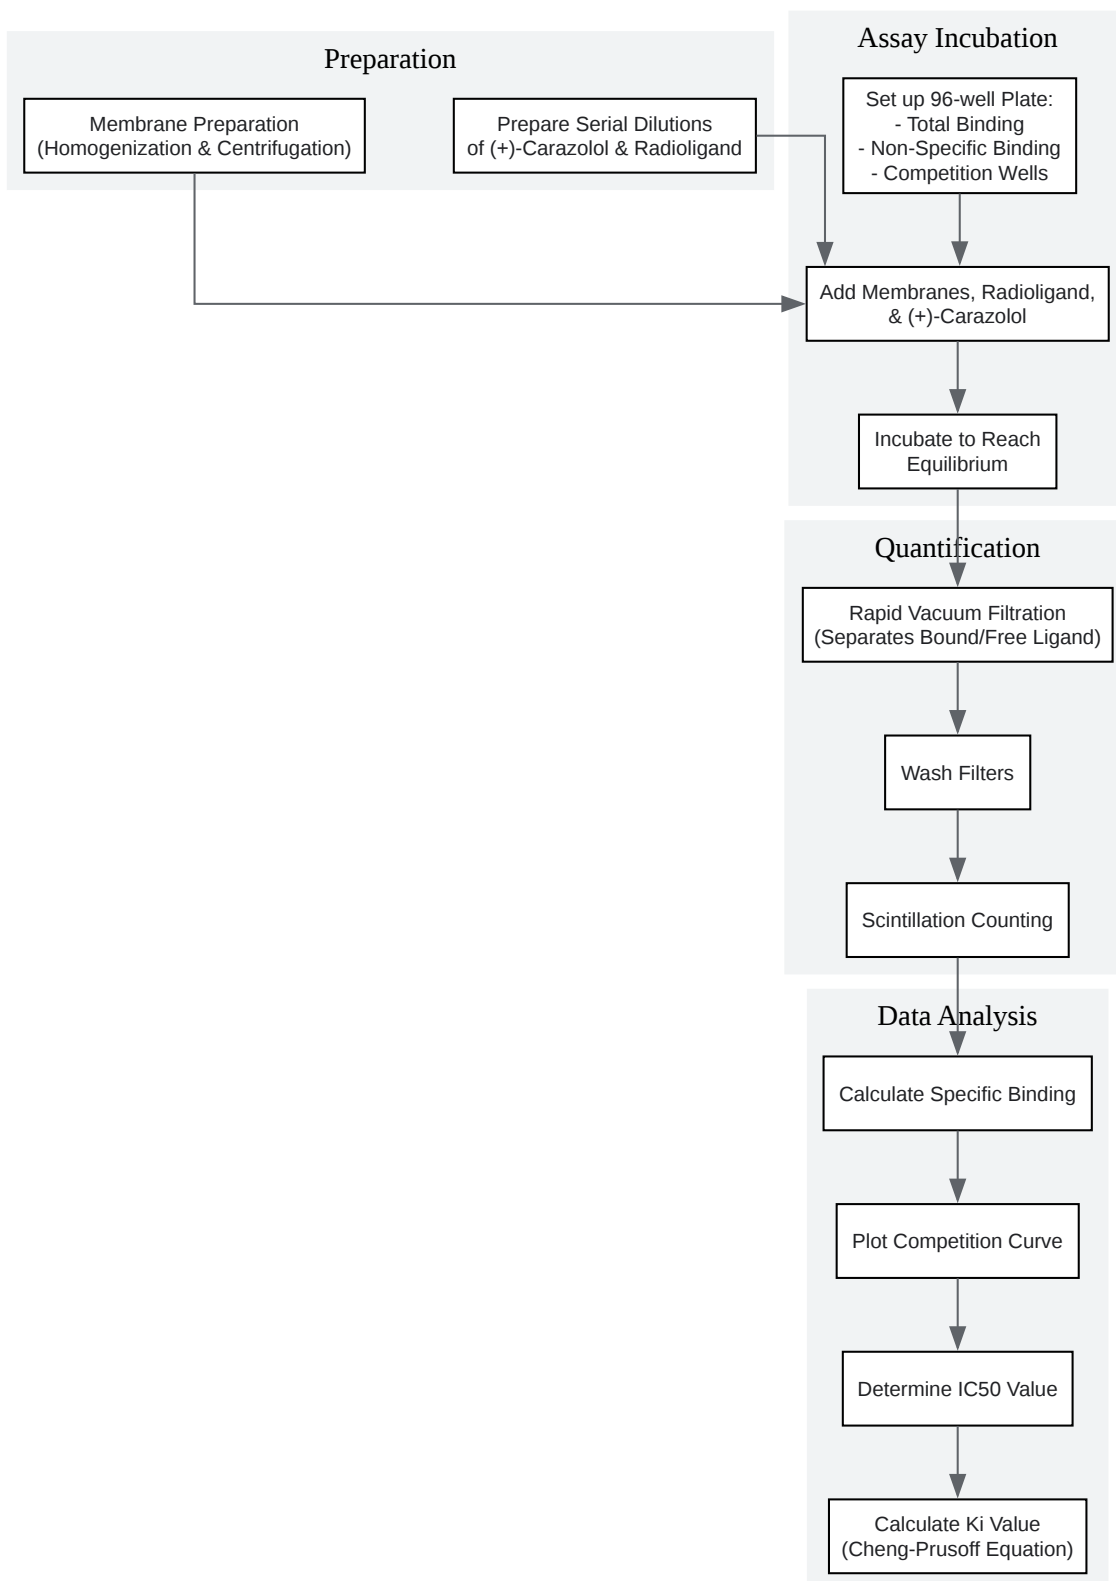 Preparation
Membrane Preparation
(Homogenization & Centrifugation)
Prepare Serial Dilutions
of (+)-Carazolol & Radioligand
Assay Incubation
Set up 96-well Plate:
- Total Binding
- Non-Specific Binding
- Competition Wells
Add Membranes, Radioligand,
& (+)-Carazolol
Incubate to Reach
Equilibrium
Quantification
Rapid Vacuum Filtration
(Separates Bound/Free Ligand)
Wash Filters
Scintillation Counting
Data Analysis
Calculate Specific Binding
Plot Competition Curve
Determine IC50 Value
Calculate Ki Value
(Cheng-Prusoff Equation)